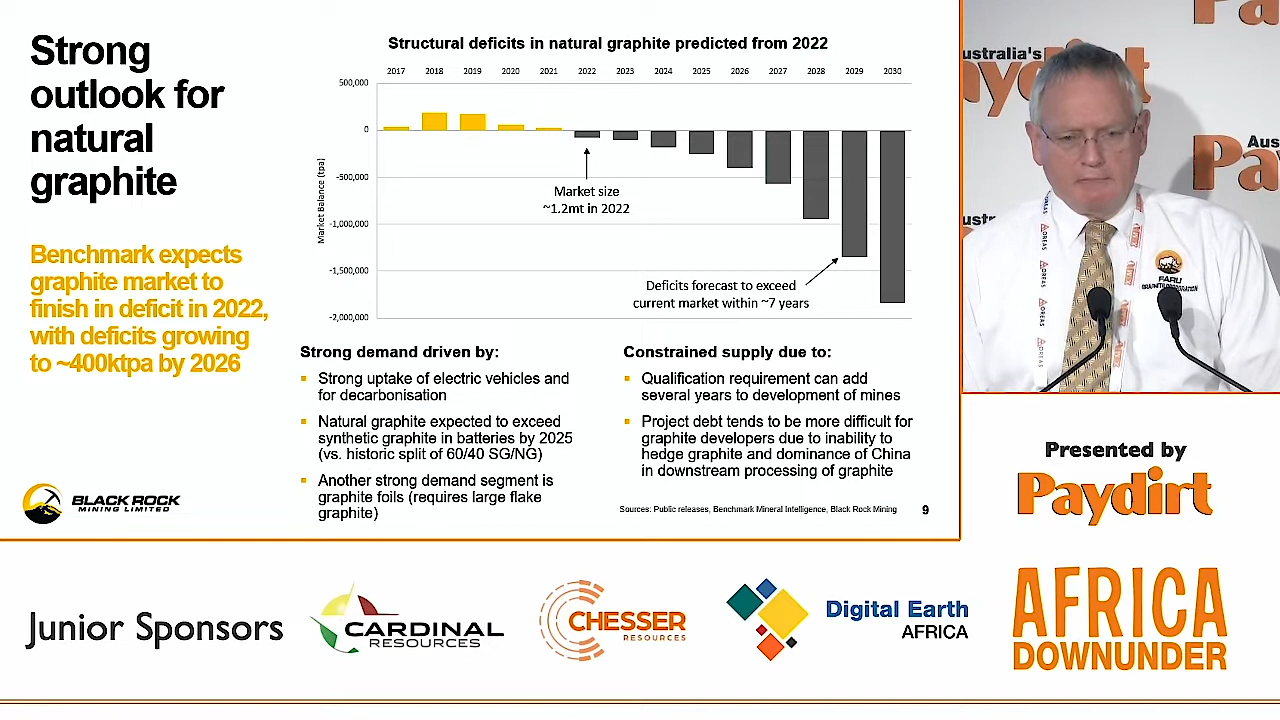 Strong
outlook for
natural
graphite
Benchmark expects
graphite market to
finish in deficit in 2022,
with deficits growing
to ~400ktpa by 2026
Structural deficits in natural graphite predicted from 2022
2017 2018 2019 2020 2021 2022 2023 2024 2025 2026 2027 2028 2029 2030
500,000
0
-500,000
-1,000,000
-1,500,000
-2,000,000
Market Balance (tpa)
Market size
~1.2mt in 2022
Deficits forecast to exceed
current market within ~7 years
Strong demand driven by:
Strong uptake of electric vehicles and
for decarbonisation
Natural graphite expected to exceed
synthetic graphite in batteries by 2025
(vs. historic split of 60/40 SG/NG)
Another strong demand segment is
graphite foils (requires large flake
graphite)
Constrained supply due to:
Qualification requirement can add
several years to development of mines
Project debt tends to be more difficult for
graphite developers due to inability to
hedge graphite and dominance of China
in downstream processing of graphite
Sources: Public releases, Benchmark Mineral Intelligence, Black Rock Mining
9
BLACK ROCK
MINING LIMITED
ustralia's
Pa
Aus
Pa
ustr
OREAS
OREAS
OREAS
FARU
Presented by
Paydirt
AFRICA
DOWNUNDER
Junior Sponsors
CARDINAL
RESOURCES
CHESSER
RESOURCES
Digital Earth
AFRICA